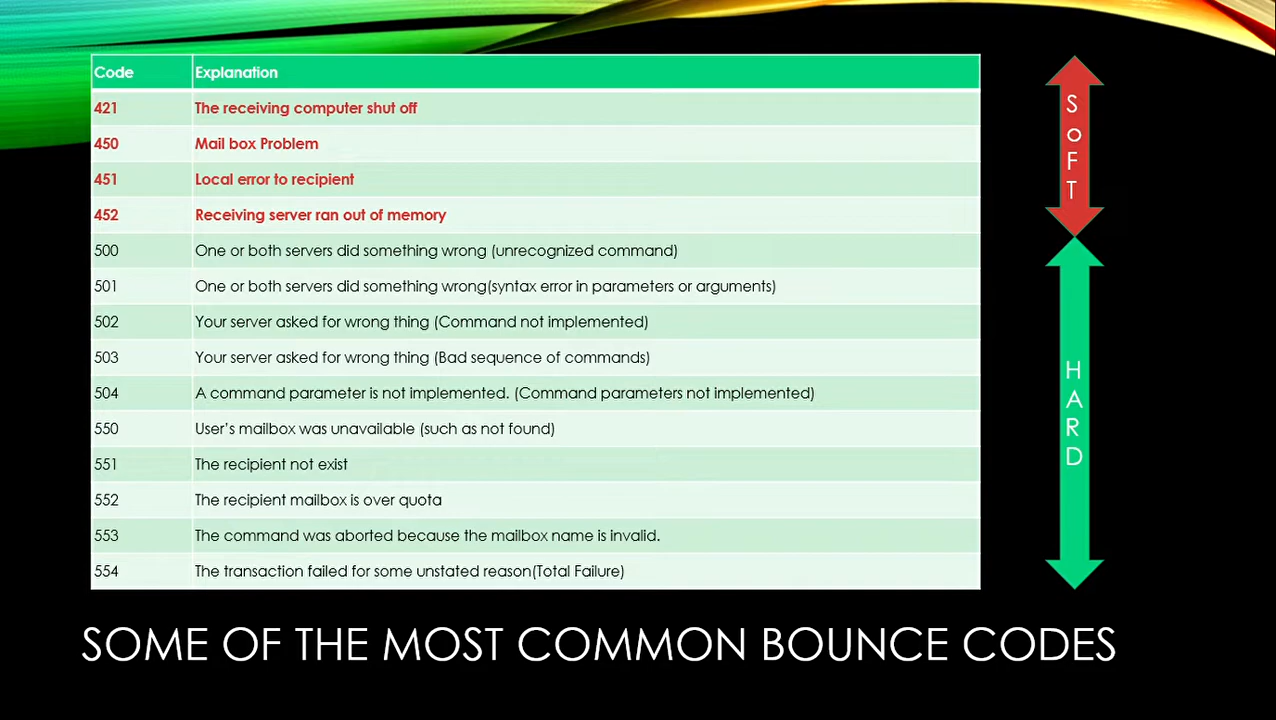 Code Explanation
421 The receiving computer shut off
450 Mail box Problem
451 Local error to recipient
452 Receiving server ran out of memory
500 One or both servers did something wrong (unrecognized command)
501 One or both servers did something wrong(syntax error in parameters or arguments)
502 Your server asked for wrong thing (Command not implemented)
503 Your server asked for wrong thing (Bad sequence of commands)
504 A command parameter is not implemented. (Command parameters not implemented)
550 User's mailbox was unavailable (such as not found)
551 The recipient not exist
552 The recipient mailbox is over quota
553 The command was aborted because the mailbox name is invalid.
554 The transaction failed for some unstated reason(Total Failure)
S
o
F
T
H
A
R
D
SOME OF THE MOST COMMON BOUNCE CODES